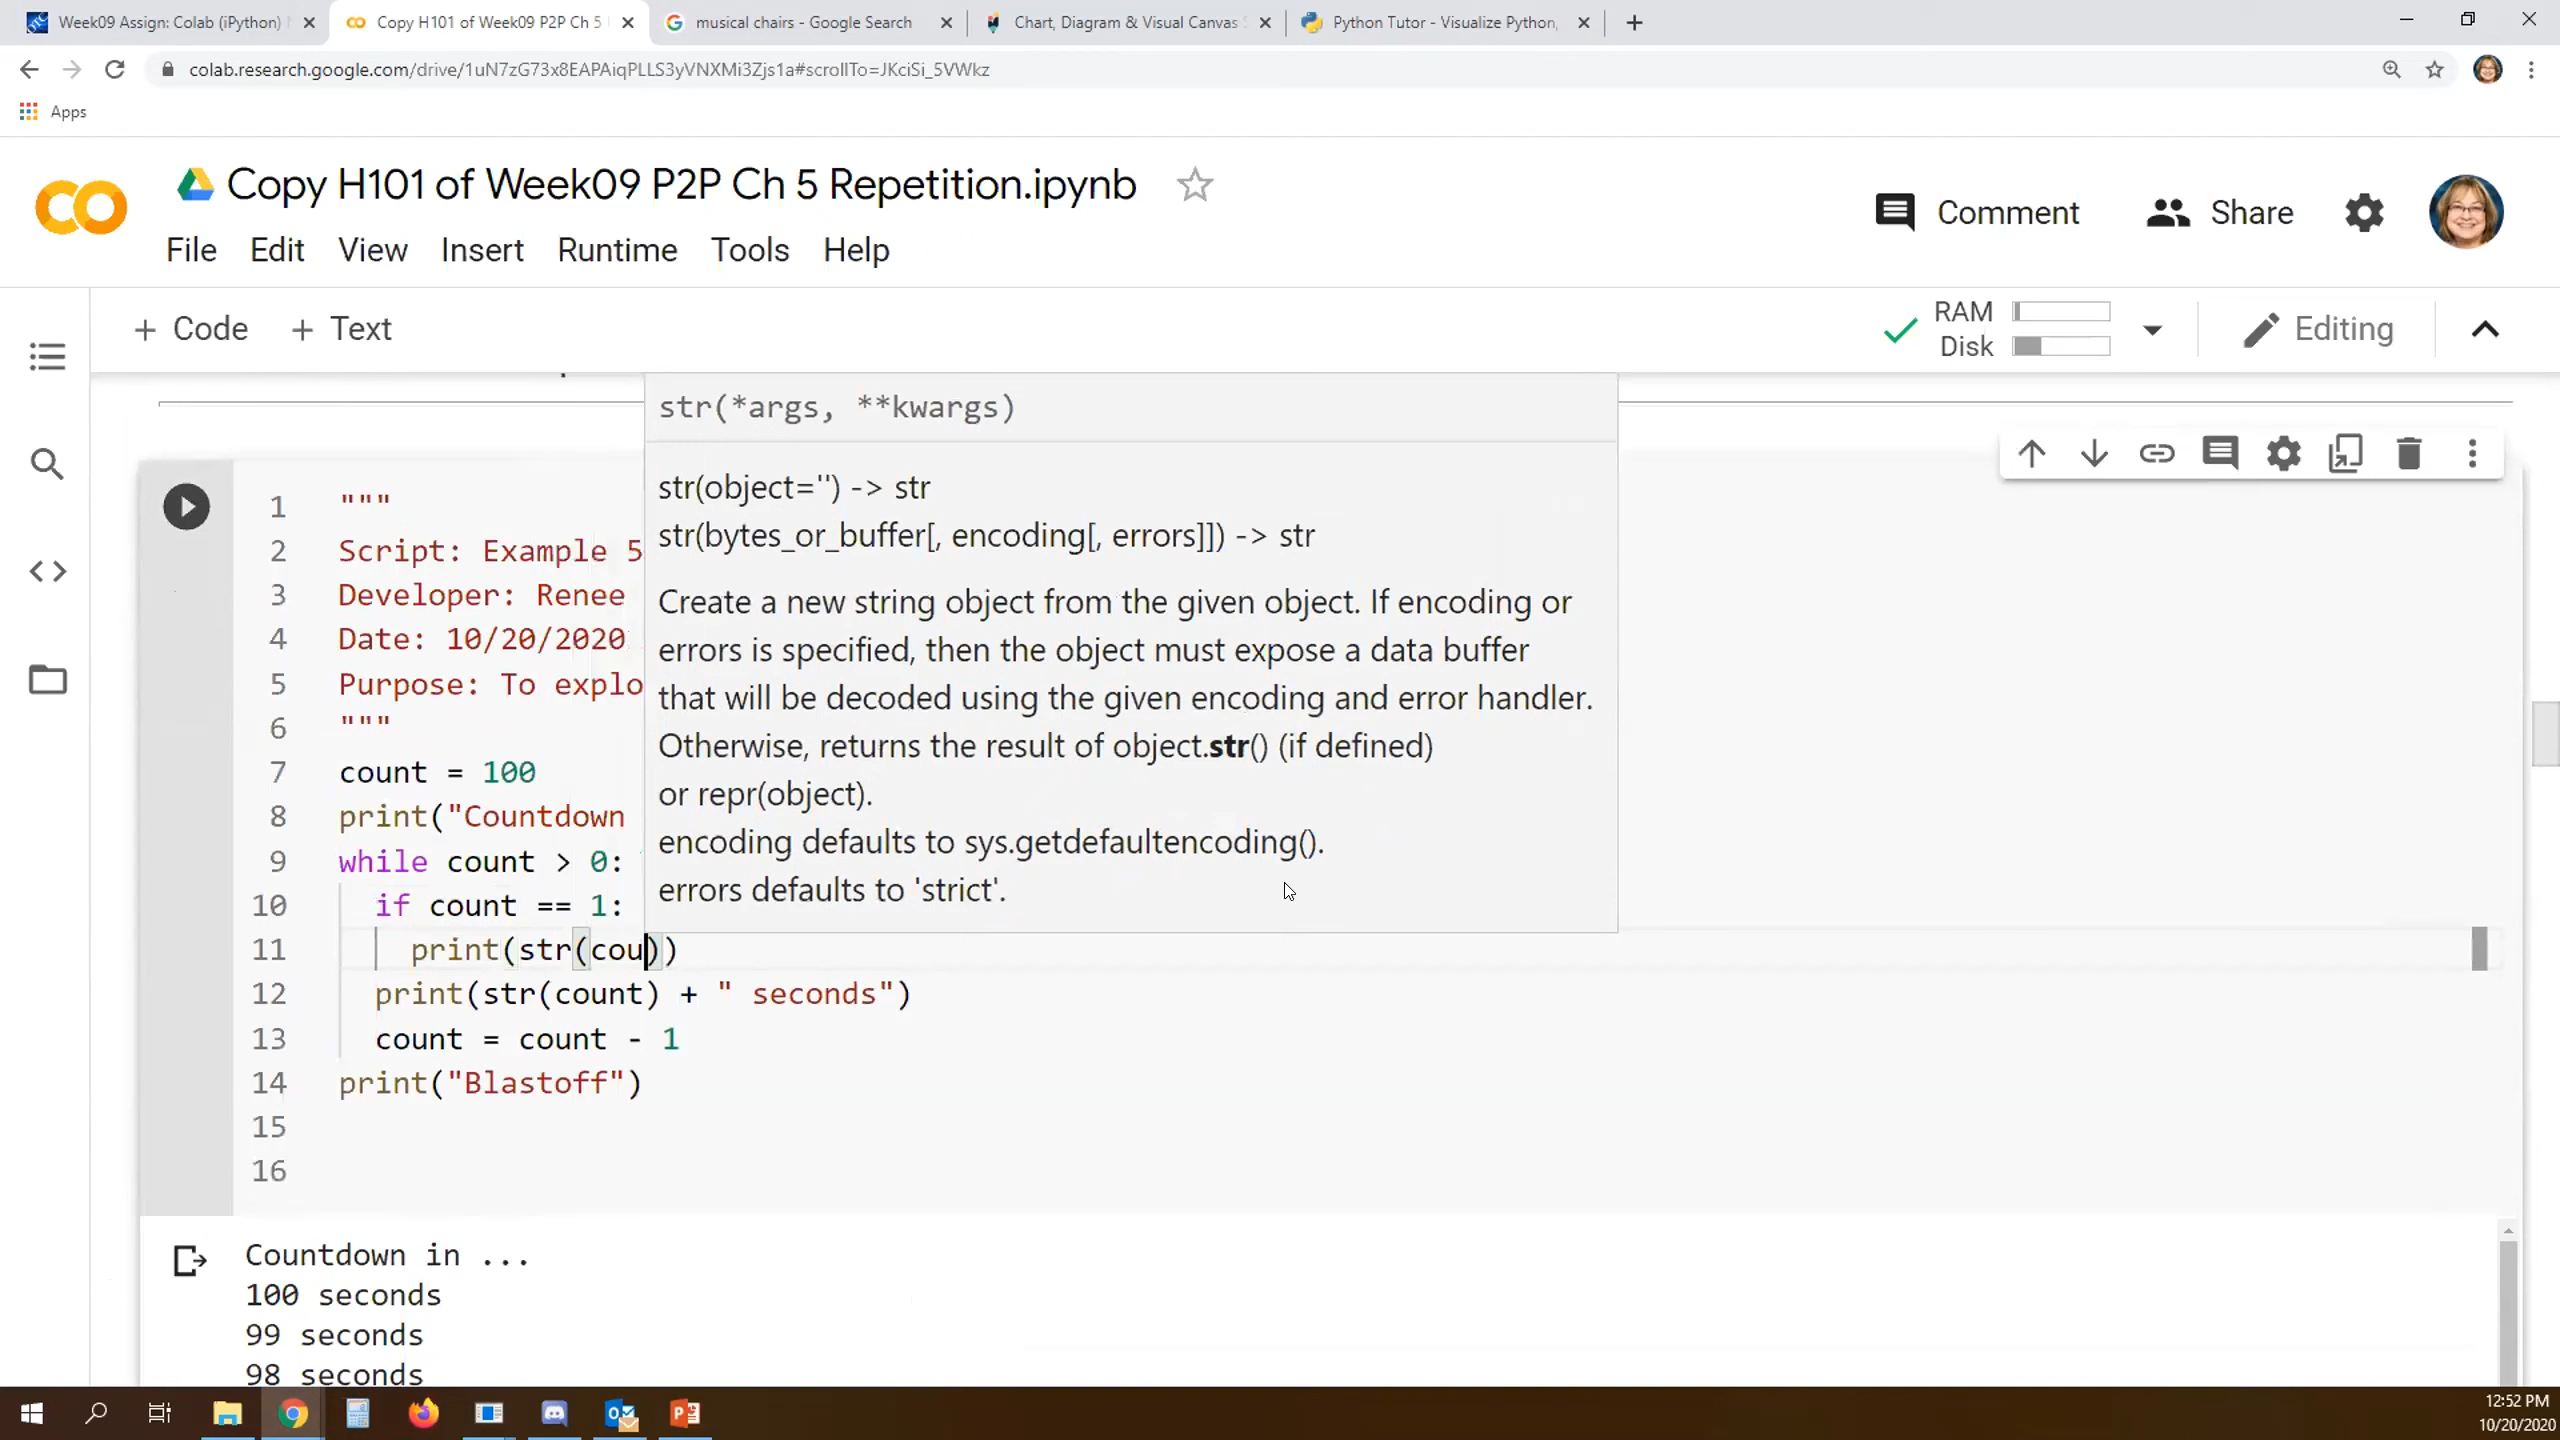 Week09 Assign: Colab (iPython)
Copy H101 of Week09 P2P Ch 5
musical chairs - Google Search
Chart, Diagram & Visual Canvas
Python Tutor - Visualize Python,
colab.research.google.com/drive/1uN7zG73x8EAPAiqPLLS3yVNXMi3Zjs1a#scrollTo=JKciSi_5VWkz
Apps
Copy H101 of Week09 P2P Ch 5 Repetition.ipynb
File Edit View Insert Runtime Tools Help
Comment
Share
+ Code + Text
RAM
Disk
Editing
str(*args, **kwargs)
str(object='') -> str
str(bytes_or_buffer[, encoding[, errors]]) -> str
Create a new string object from the given object. If encoding or
errors is specified, then the object must expose a data buffer
that will be decoded using the given encoding and error handler.
Otherwise, returns the result of object.str() (if defined)
or repr(object).
encoding defaults to sys.getdefaultencoding().
errors defaults to 'strict'.
1 """
2 Script: Example 5
3 Developer: Renee
4 Date: 10/20/2020
5 Purpose: To explo
6 """
7 count = 100
8 print("Countdown
9 while count > 0:
10 if count == 1:
11 print(str(cou))
12 print(str(count) + " seconds")
13 count = count - 1
14 print("Blastoff")
15
16
Countdown in ...
100 seconds
99 seconds
98 seconds
12:52 PM
10/20/2020